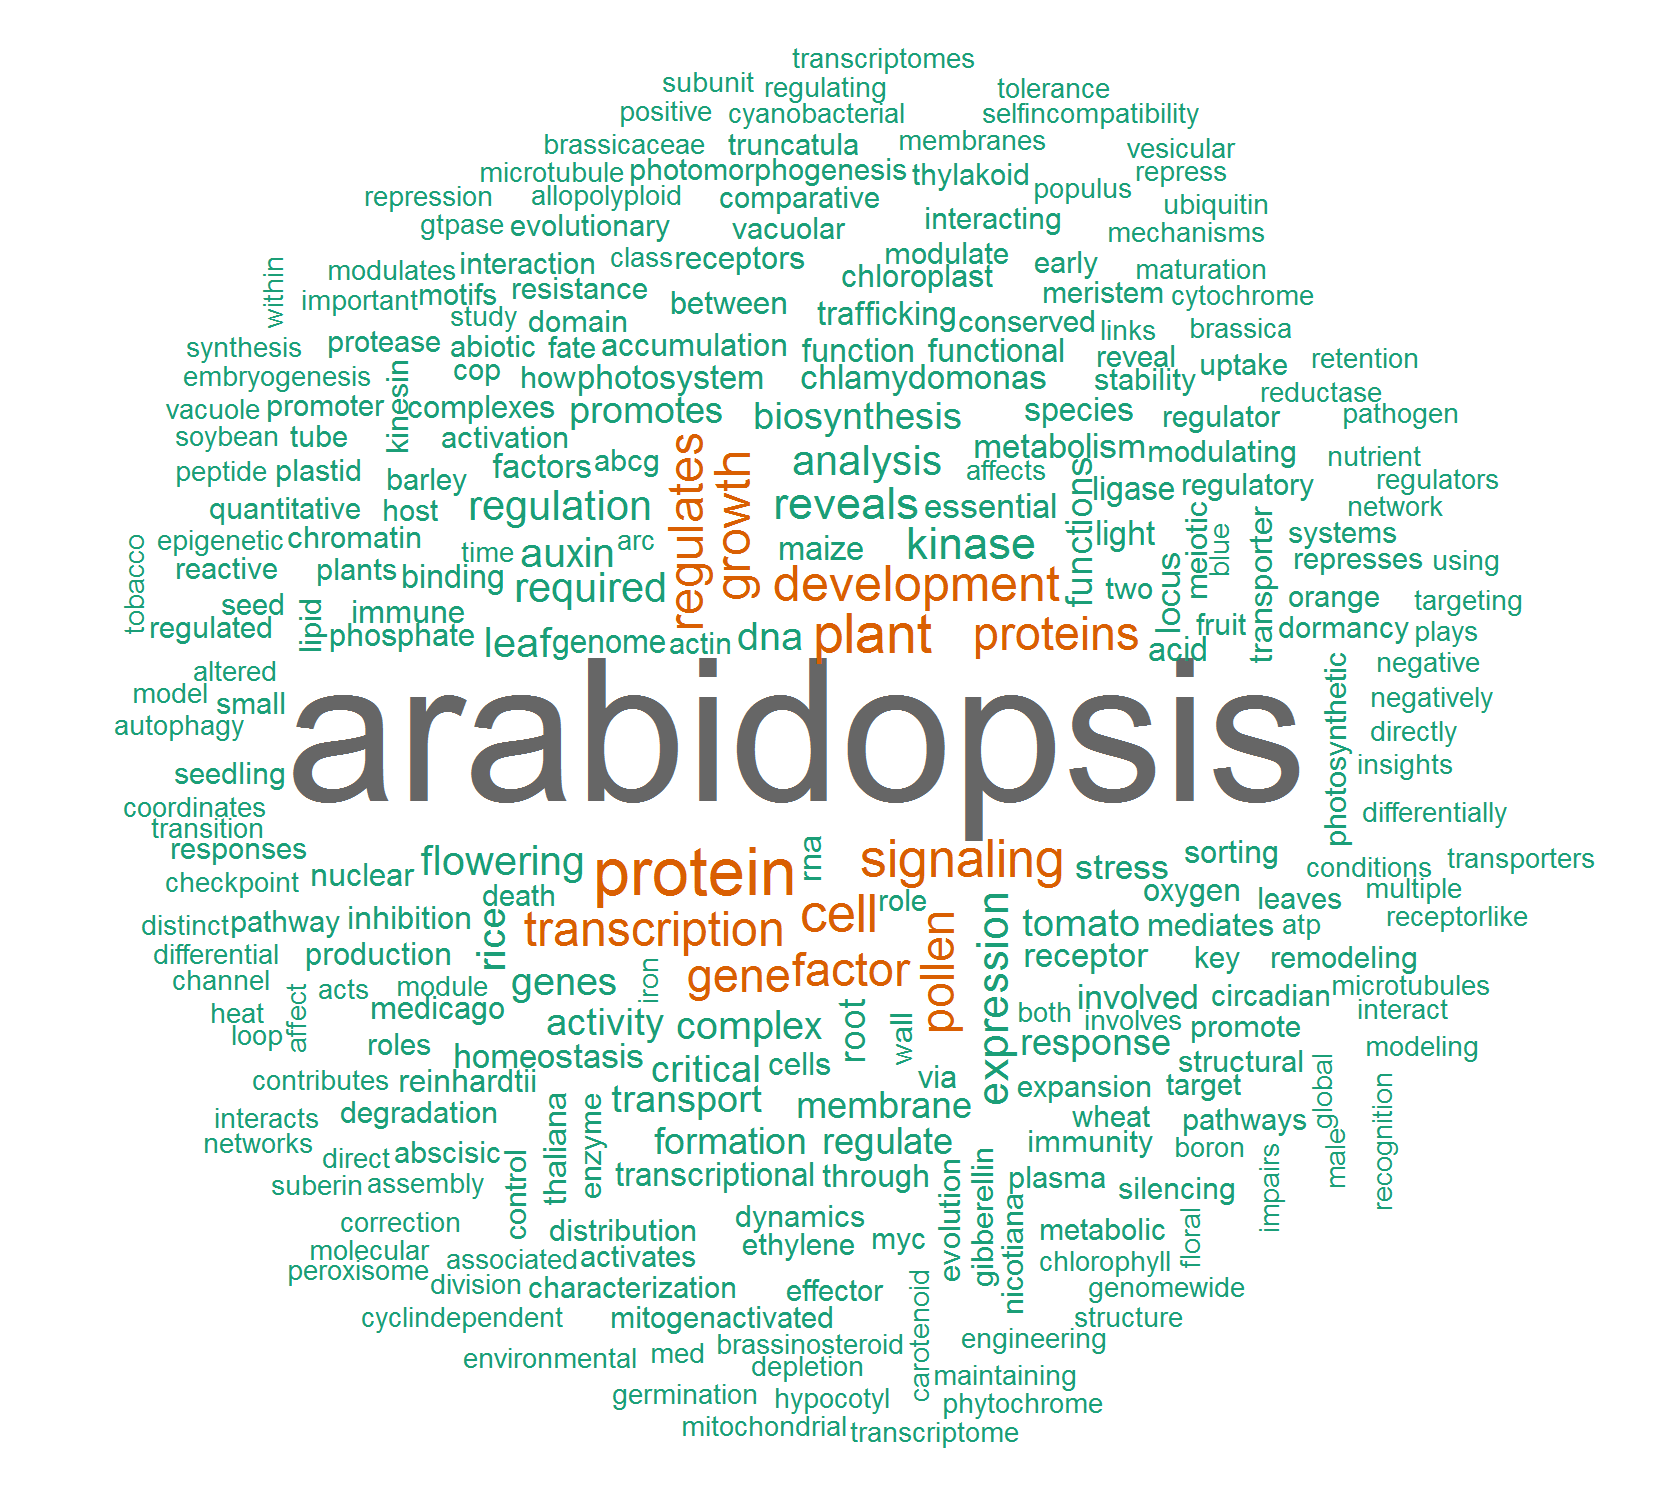 transcriptomes
subunit regulating tolerance
positive cyanobacterial selfincompatibility
brassicaceae truncatula membranes vesicular
microtubule photomorphogenesis thylakoid repress
repression allopolyploid comparative populus ubiquitin
gtpase evolutionary vacuolar interacting mechanisms
within modulates interaction class receptors modulate early maturation
important motifs resistance between chloroplast meristem cytochrome
study domain trafficking conserved links brassica
synthesis protease abiotic fate accumulation function functional reveal uptake retention
embryogenesis kinesin cop how photosystem chlamydomonas stability reductase
vacuole promoter complexes promotes biosynthesis species regulator pathogen
soybean tube activation regulates growth analysis metabolism modulating nutrient
peptide plastid barley factors abcg affects functions ligase regulatory regulators
quantitative host regulation reveals essential light meiotic blue transporter network
tobacco epigenetic chromatin time auxin arc maize kinase locus systems
reactive plants binding required development two represses using
seed lipid immune orange targeting
regulated phosphate leaf genome actin dna plant proteins acid fruit dormancy plays
altered photosynthetic negative
model small arabidopsis negatively
autophagy directly
seedling insights
coordinates differentially
transition
responses nuclear flowering protein rna signaling stress sorting conditions transporters
checkpoint death cell role expression oxygen leaves multiple
distinct pathway inhibition rice transcription pollen tomato mediates atp receptorlike
differential production gene factor receptor key remodeling
channel acts module genes iron involved circadian microtubules
heat affect medicago activity complex root wall both involves promote interact
loop roles homeostasis critical cells response structural modeling
contributes reinhardtii transport via expansion target global recognition
interacts degradation thaliana enzyme membrane wheat pathways
networks direct abscisic control formation regulate immunity boron male
suberin assembly transcriptional through evolution gibberellin plasma silencing impairs
correction distribution dynamics nicotiana metabolic floral
molecular associated activates ethylene myc chlorophyll
peroxisome division characterization effector carotenoid genomewide
cyclindependent mitogenactivated structure
environmental med brassinosteroid engineering
depletion maintaining
germination hypocotyl phytochrome
mitochondrial transcriptome